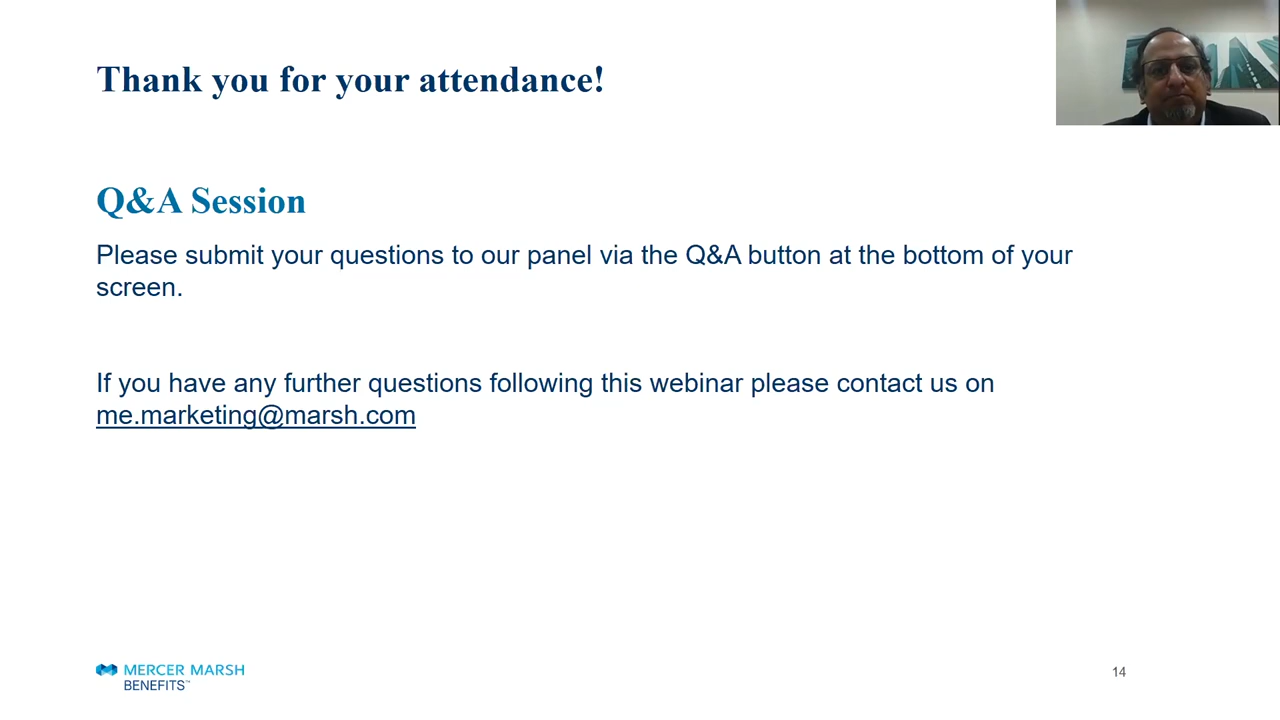 Thank you for your attendance!
Q&A Session
Please submit your questions to our panel via the Q&A button at the bottom of your
screen.
If you have any further questions following this webinar please contact us on
me.marketing@marsh.com
MERCER MARSH
BENEFITS™
14